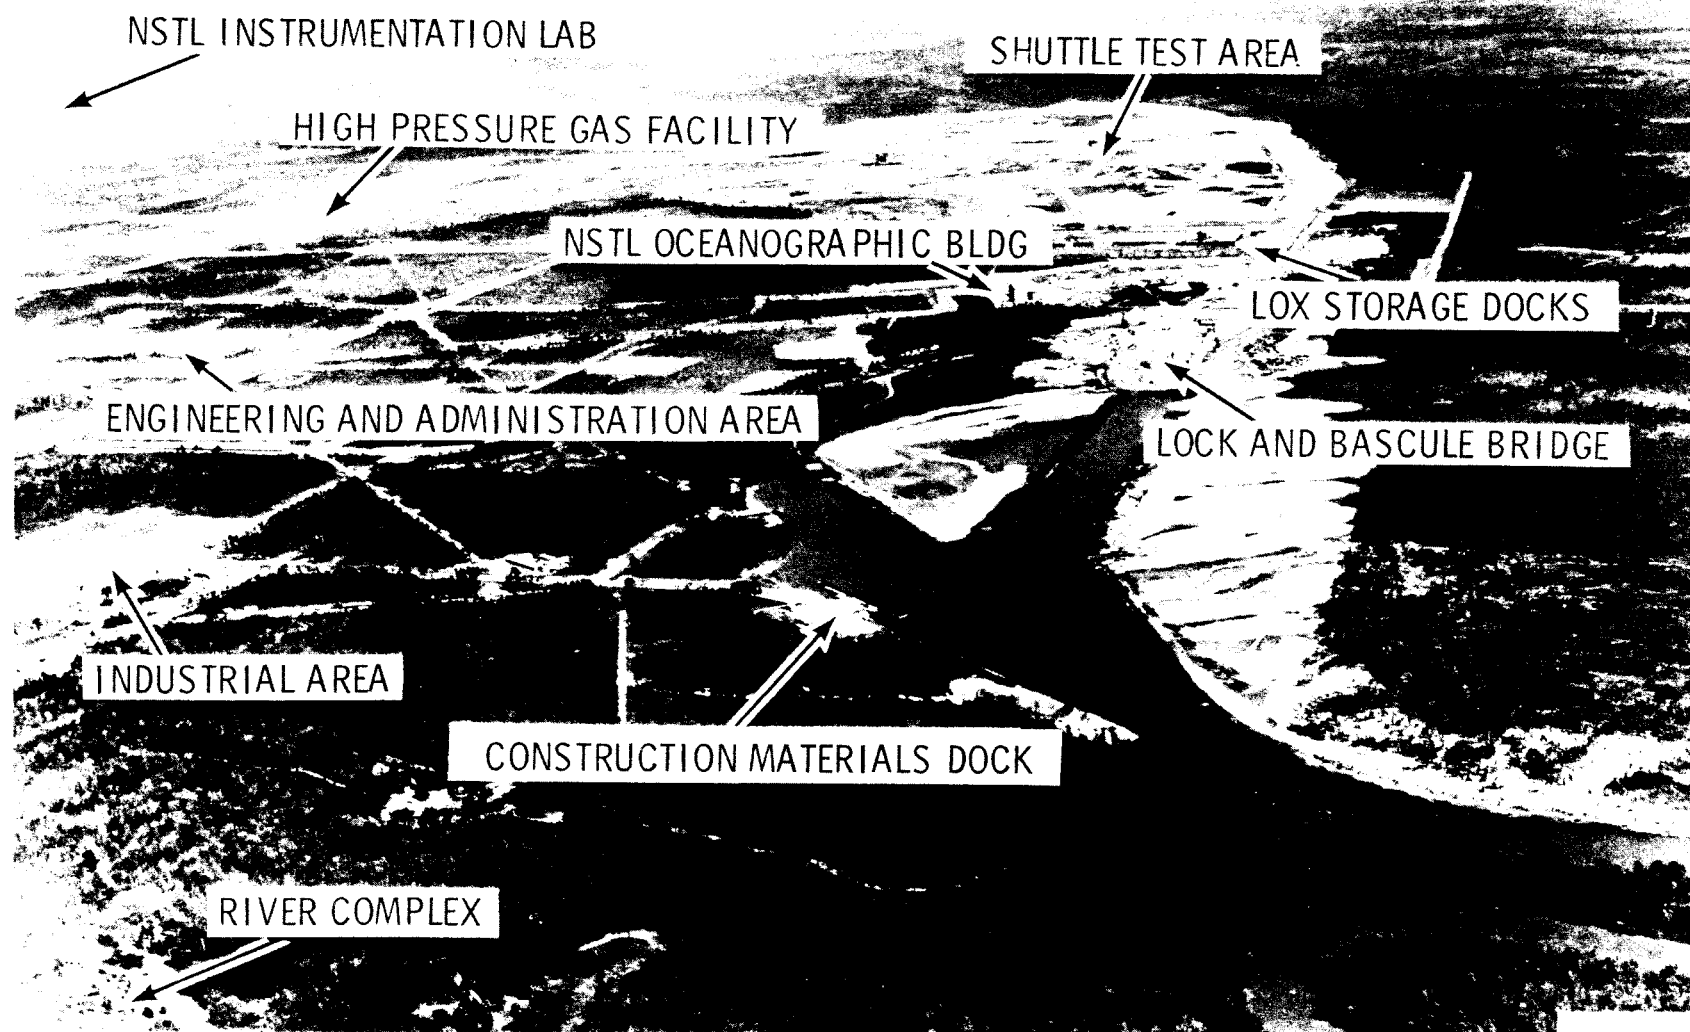 NSTL INSTRUMENTATION LAB
SHUTTLE TEST AREA
HIGH PRESSURE GAS FACILITY
NSTL OCEANOGRAPHIC BLDG
LOX STORAGE DOCKS
ENGINEERING AND ADMINISTRATION AREA
LOCK AND BASCULE BRIDGE
INDUSTRIAL AREA
CONSTRUCTION MATERIALS DOCK
RIVER COMPLEX